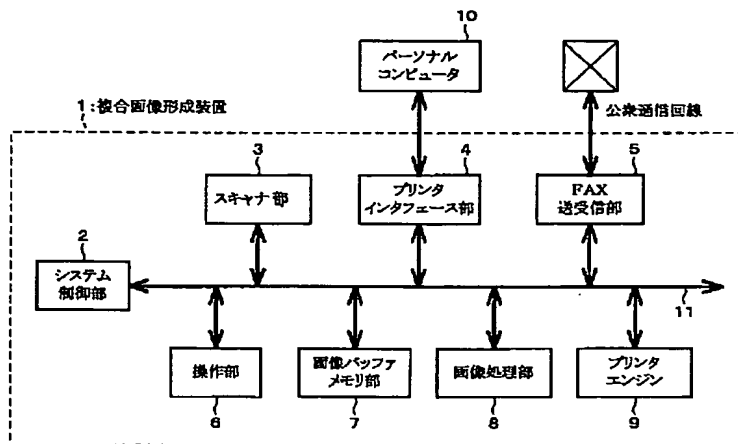 10
パーソナル
コンピュータ
1:複合画像形成装置
公衆通信回線
3
スキャナ部
4
プリンタ
インタフェース部
5
FAX
送受信部
2
システム
制御部
11
操作部
6
画像バッファ
メモリ部
7
画像処理部
8
プリンタ
エンジン
9